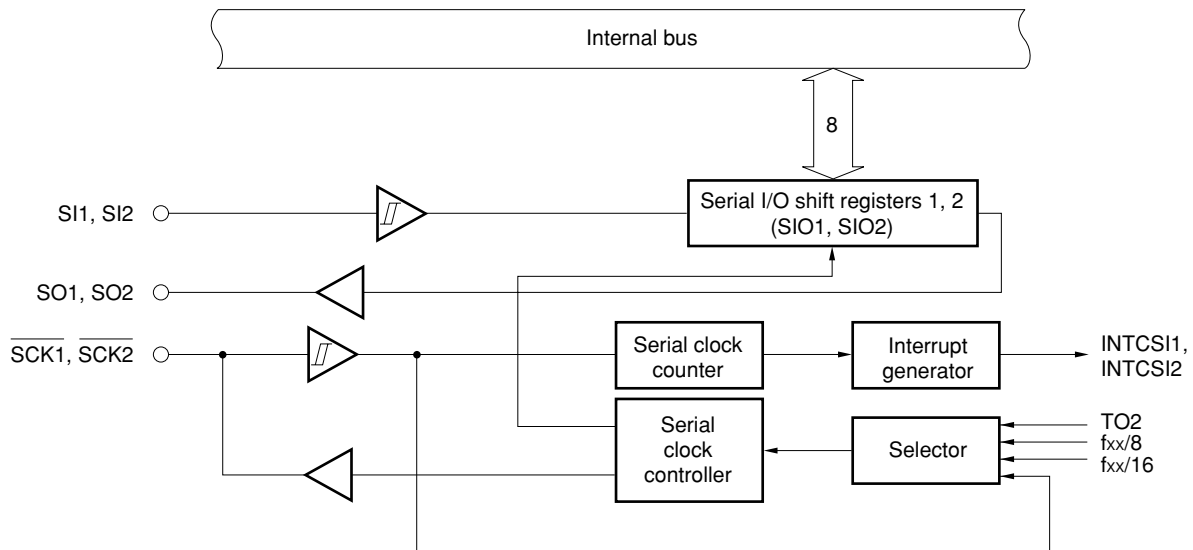 Internal bus
8
SI1, SI2
Serial I/O shift registers 1, 2
(SIO1, SIO2)
SO1, SO2
SCK1, SCK2
Serial clock
counter
Interrupt
generator
INTCSI1,
INTCSI2
Serial
clock
controller
Selector
TO2
fxx/8
fxx/16